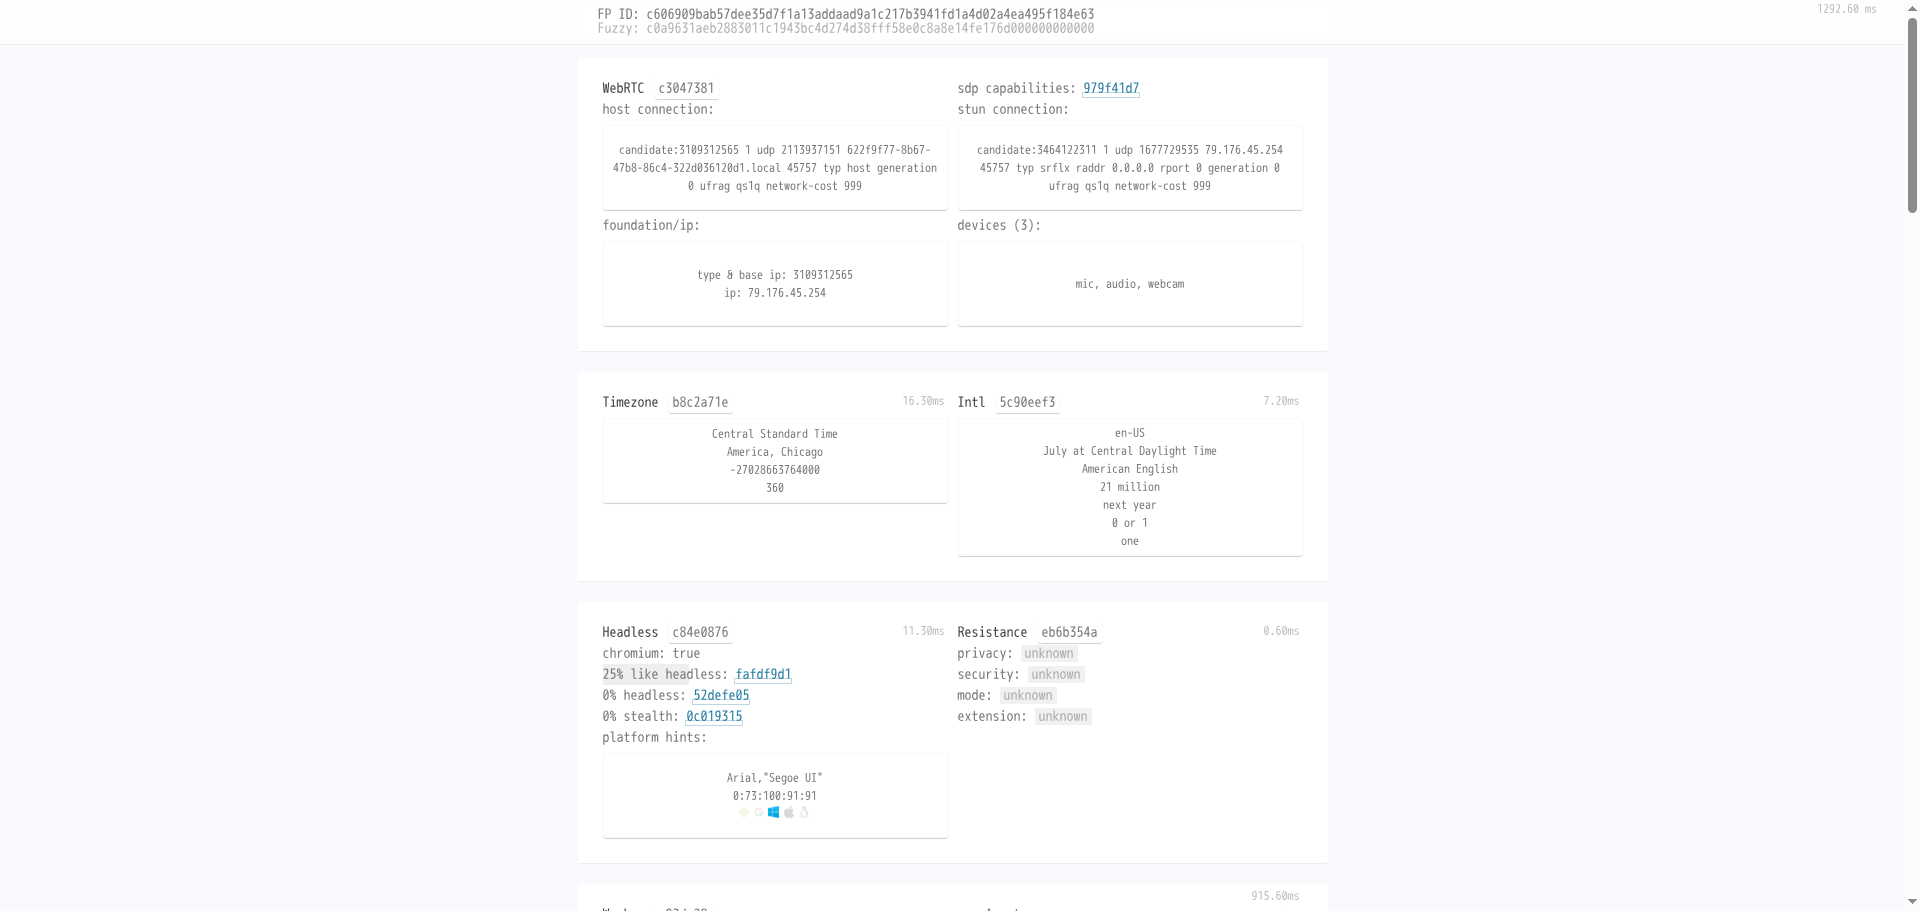 FP ID: c606909bab57dee35d7f1a13addaad9a1c217b3941fd1a4d02a4ea495f184e63
1292.60 ms
Fuzzy: c0a9631aeb2883011c1943bc4d274d38fff58e0c8a8e14fe176d000000000000
WebRTC c3047381
host connection:
candidate:3109312565 1 udp 2113937151 622f9f77-8b67-
47b8-86c4-322d036120d1.local 45757 typ host generation
0 ufrag qs1q network-cost 999
foundation/ip:
type & base ip: 3109312565
ip: 79.176.45.254
sdp capabilities: 979f41d7
stun connection:
candidate:3464122311 1 udp 1677729535 79.176.45.254
45757 typ srflx raddr 0.0.0.0 rport 0 generation 0
ufrag qs1q network-cost 999
devices (3):
mic, audio, webcam
Timezone b8c2a71e 16.30ms
Central Standard Time
America, Chicago
-27028663764000
360
Intl 5c90eef3 7.20ms
en-US
July at Central Daylight Time
American English
21 million
next year
0 or 1
one
Headless c84e0876 11.30ms
chromium: true
25% like headless: fafdf9d1
0% headless: 52defe05
0% stealth: 0c019315
platform hints:
Arial,"Segoe UI"
0:73:100:91:91
Resistance eb6b354a 0.60ms
privacy: unknown
security: unknown
mode: unknown
extension: unknown
915.60ms